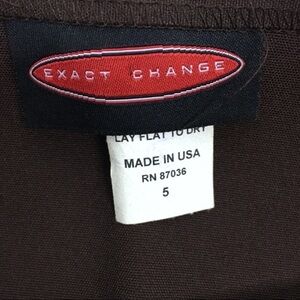 EXACT CHANGE
LAY FLAT TO DRY
MADE IN USA
RN 87036
5